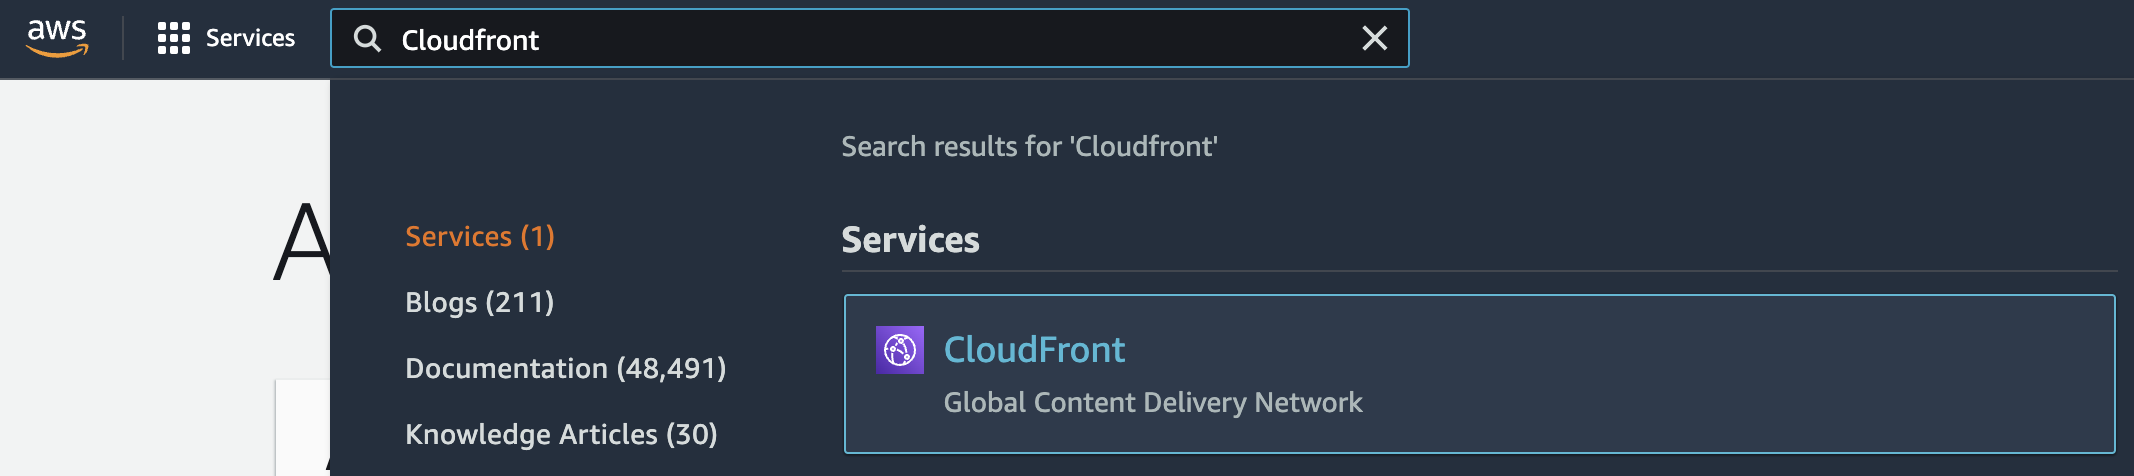 aws
Services
Cloudfront
A
Search results for 'Cloudfront'
Services (1)
Blogs (211)
Documentation (48,491)
Knowledge Articles (30)
Services
CloudFront
Global Content Delivery Network